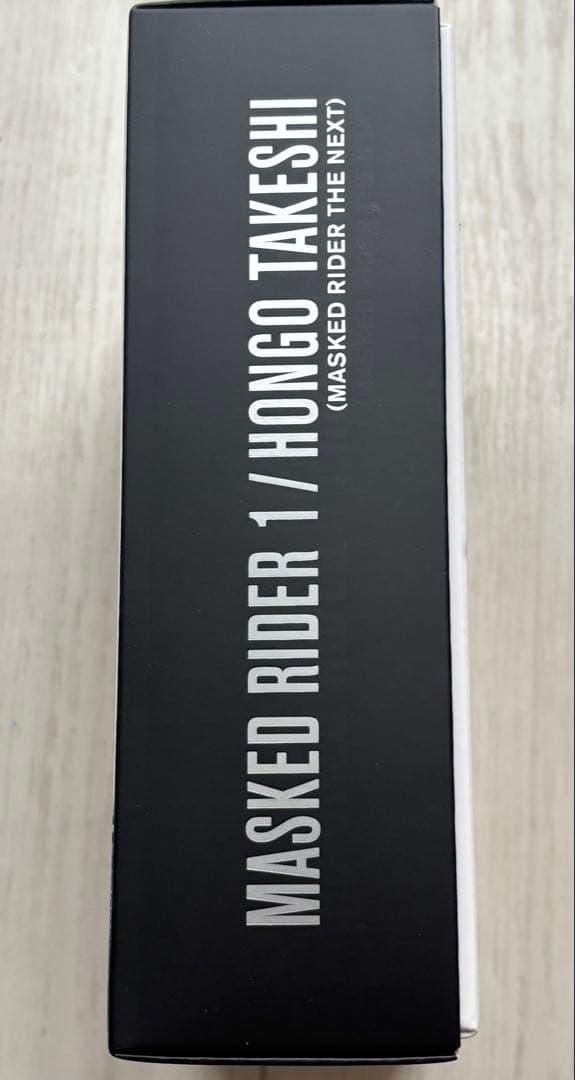 MASKED RIDER 1 / HONGO TAKESHI
(MASKED RIDER THE NEXT)